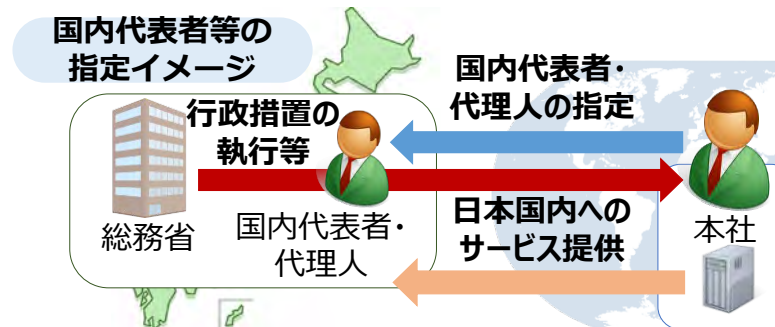 国内代表者等の
指定イメージ
国内代表者・
代理人の指定
行政措置の
執行等
総務省
国内代表者・
代理人
日本国内への
サービス提供
本社